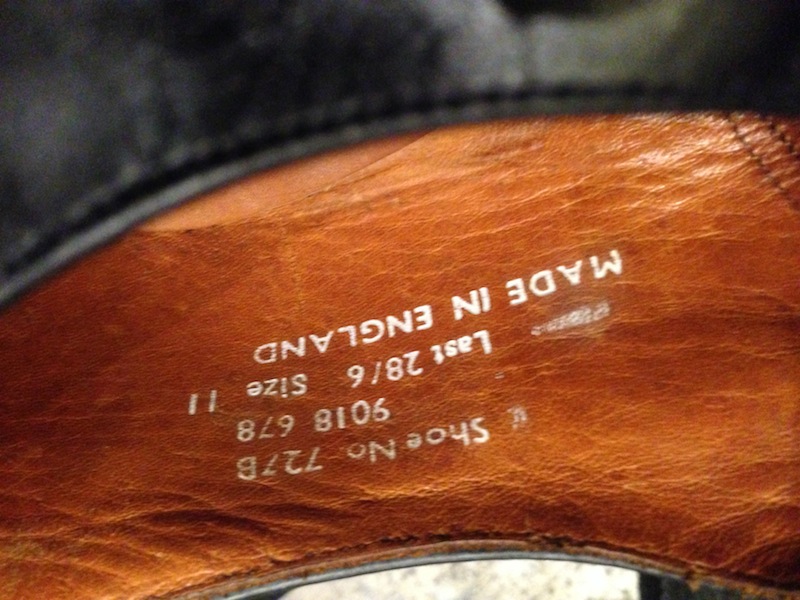 Shoe No. 727B
9018 678
Last 28/6 Size 11
MADE IN ENGLAND